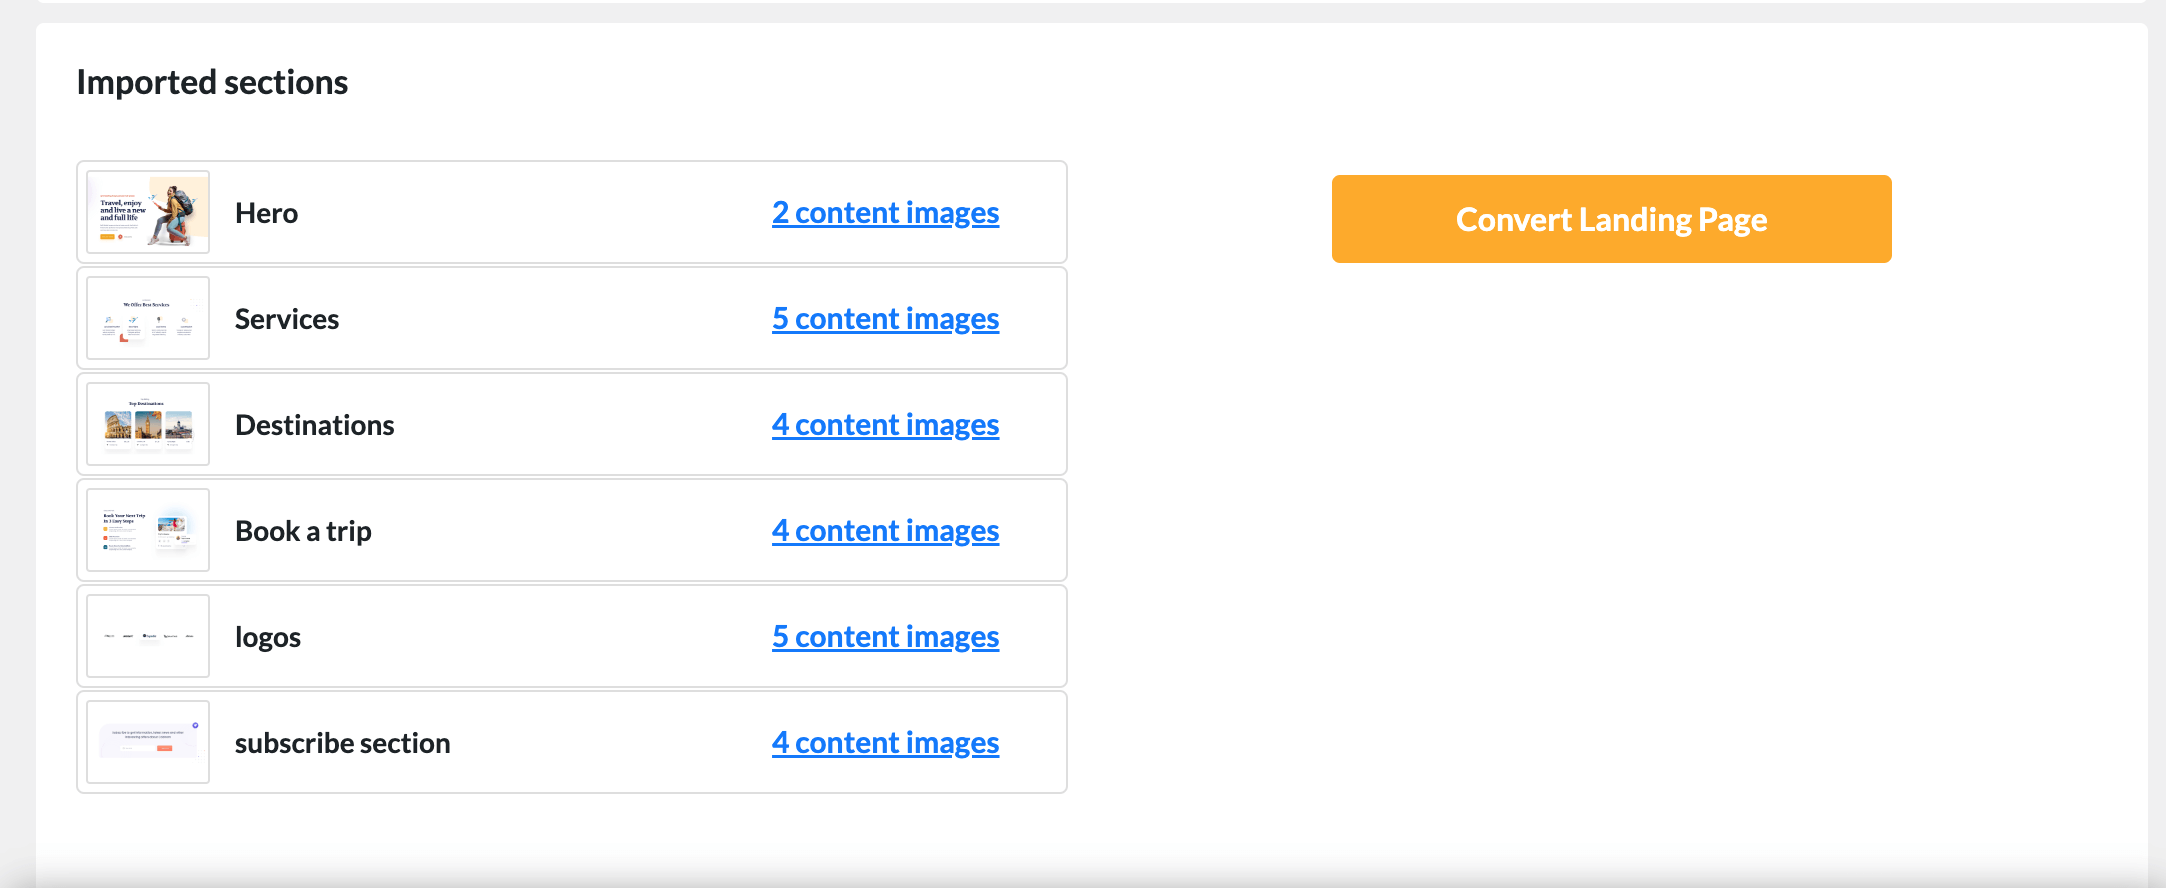 Imported sections
Travel, enjoy
and live a new
and full life
Hero
2 content images
Convert Landing Page
We Offer Best Services
Services
5 content images
Top Destinations
Destinations
4 content images
Book Your Next Trip
In 3 Easy Steps
Book a trip
4 content images
logos
5 content images
subscribe section
4 content images